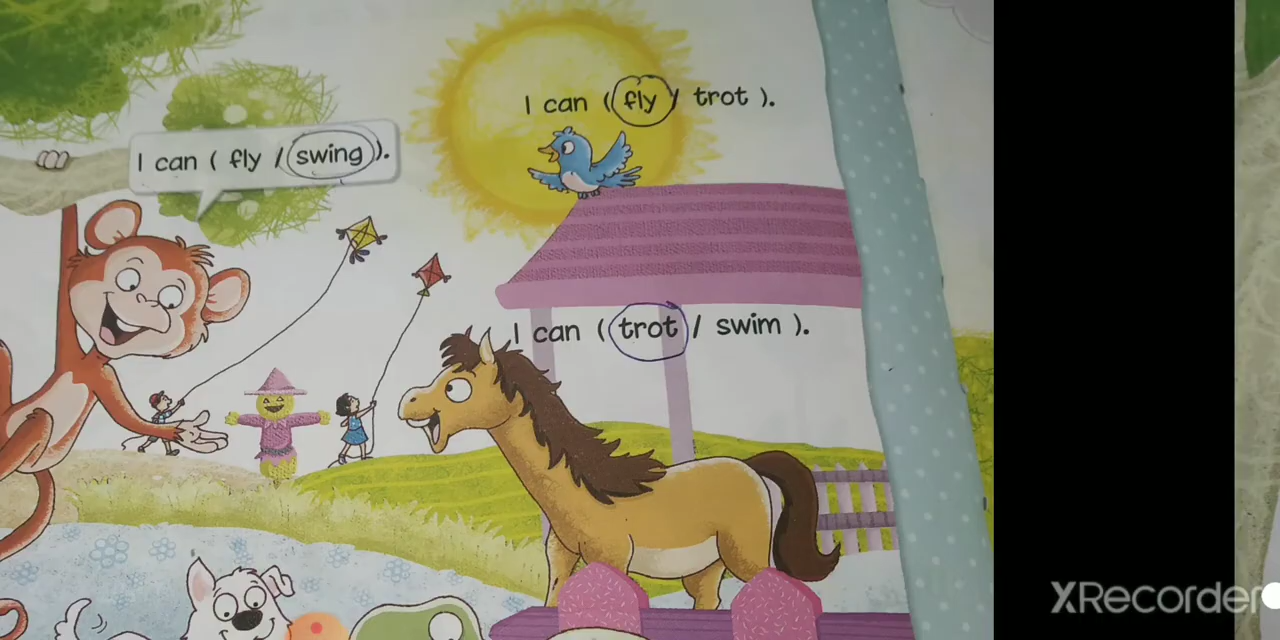 I can ( fly / trot ).
I can ( fly / swing ).
I can ( trot / swim ).
XRecorder